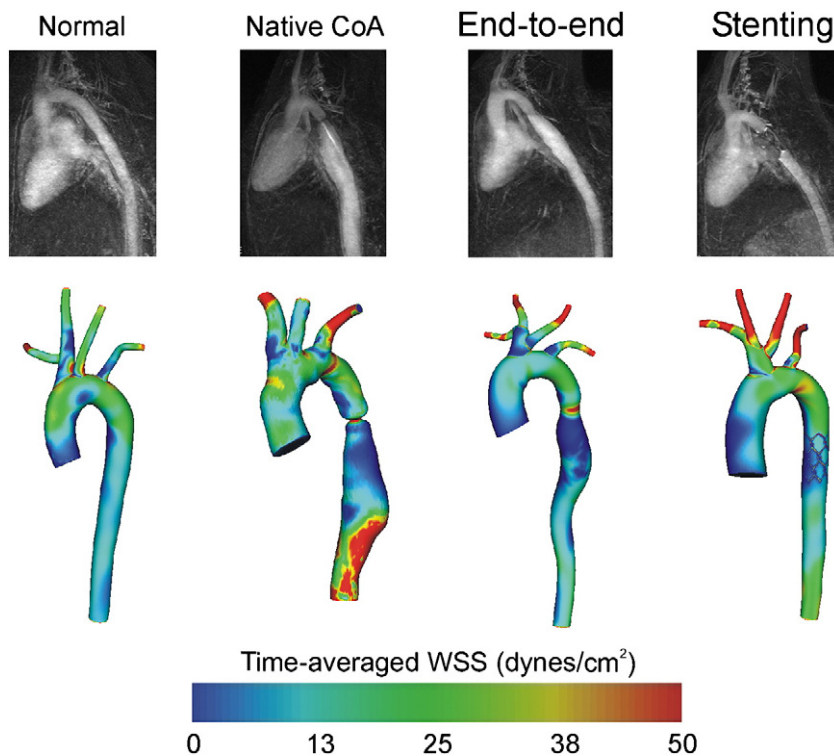 Normal
Native CoA
End-to-end
Stenting
Time-averaged WSS (dynes/cm²)
0 13 25 38 50